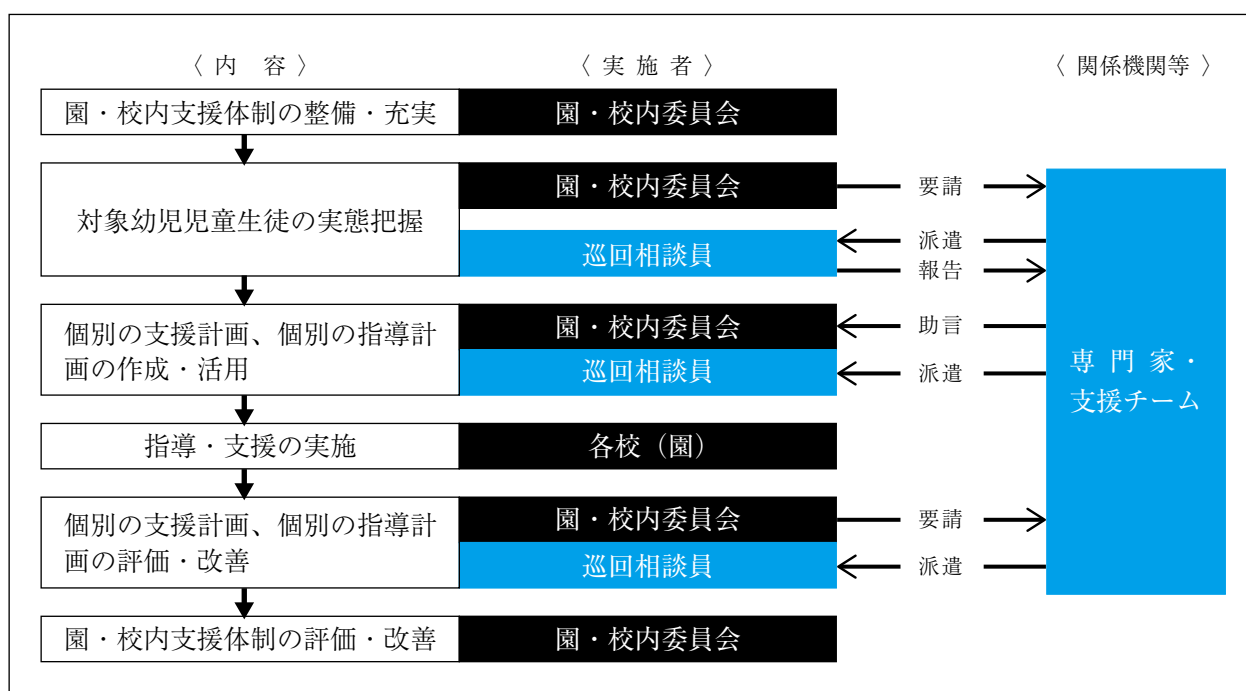 〈 内　容 〉
〈 実 施 者 〉
〈 関係機関等 〉
園・校内支援体制の整備・充実
園・校内委員会
対象幼児児童生徒の実態把握
園・校内委員会
要請
巡回相談員
派遣
報告
個別の支援計画、個別の指導計
画の作成・活用
園・校内委員会
助言
巡回相談員
派遣
専 門 家・
支援チーム
指導・支援の実施
各校（園）
個別の支援計画、個別の指導計
画の評価・改善
園・校内委員会
要請
巡回相談員
派遣
園・校内支援体制の評価・改善
園・校内委員会